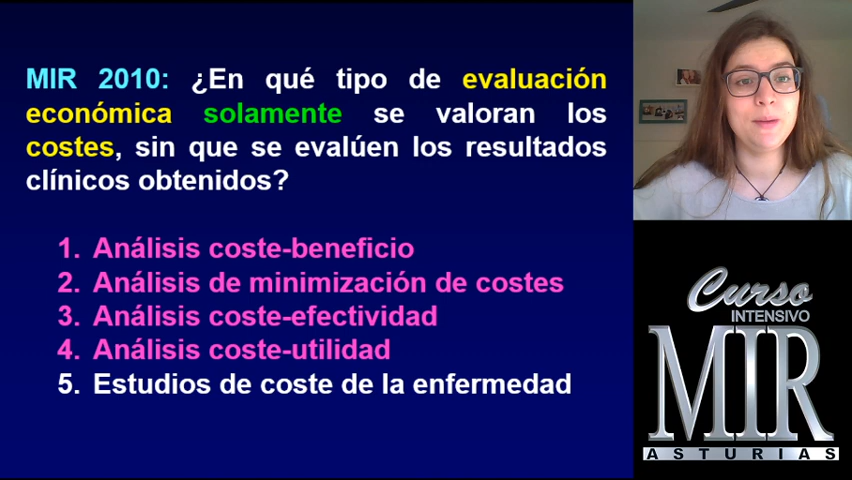 MIR 2010: ¿En qué tipo de evaluación
económica solamente se valoran los
costes, sin que se evalúen los resultados
clínicos obtenidos?
1. Análisis coste-beneficio
2. Análisis de minimización de costes
3. Análisis coste-efectividad
4. Análisis coste-utilidad
5. Estudios de coste de la enfermedad
Curso
INTENSIVO
MIR
ASTURIAS